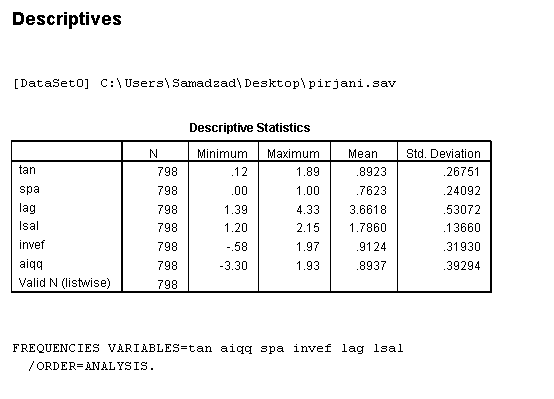 Descriptives
[DataSet0] C:\Users\Samadzad\Desktop\pirjani.sav
Descriptive Statistics
N Minimum Maximum Mean Std. Deviation
tan 798 .12 1.89 .8923 .26751
spa 798 .00 1.00 .7623 .24092
lag 798 1.39 4.33 3.6618 .53072
lsal 798 1.20 2.15 1.7860 .13660
invef 798 -.58 1.97 .9124 .31930
aiqq 798 -3.30 1.93 .8937 .39294
Valid N (listwise) 798
FREQUENCIES VARIABLES=tan aiqq spa invef lag lsal
/ORDER=ANALYSIS.